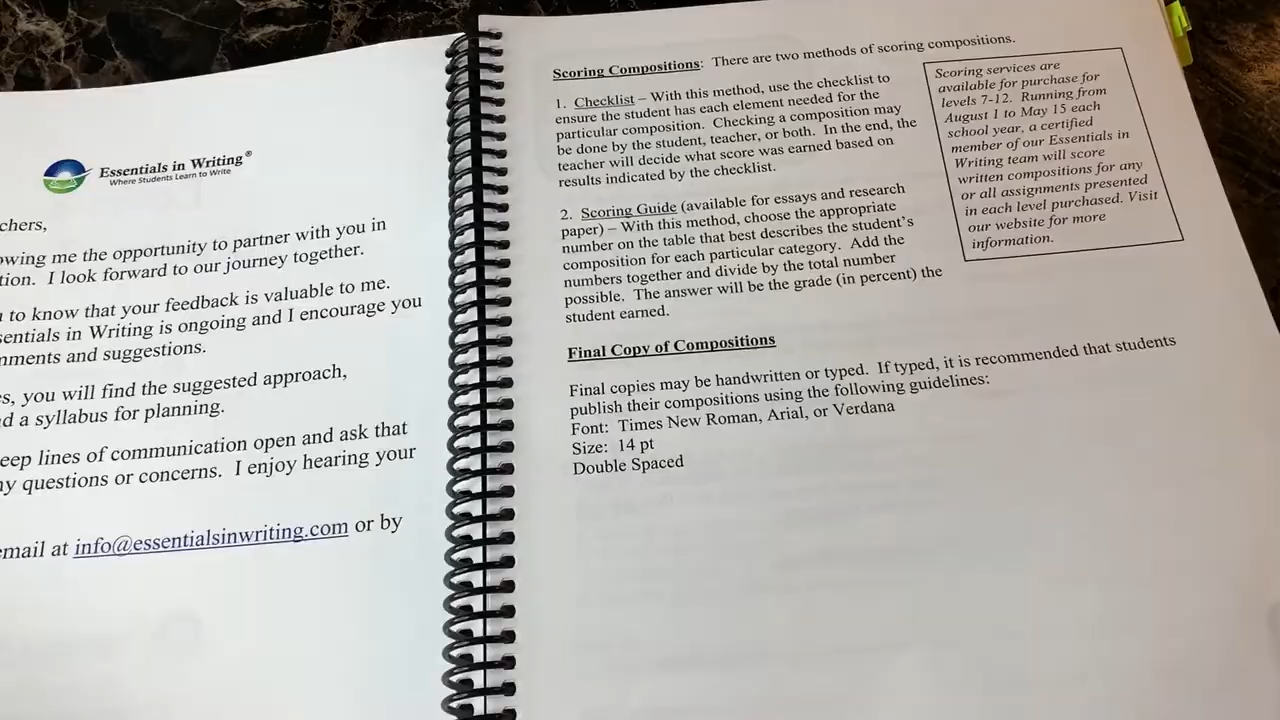 Essentials in Writing®
Where Students Learn to Write
to know that your feedback is valuable to me.
in Writing is ongoing and I encourage you
and suggestions.
you will find the suggested approach,
a syllabus for planning.
lines of communication open and ask that
questions or concerns. I enjoy hearing your
me the opportunity to partner with you in
I look forward to our journey together.
email at info@essentialsinwriting.com or by
Scoring Compositions: There are two methods of scoring compositions.
1. Checklist – With this method, use the checklist to
ensure the student has each element needed for the
particular composition. Checking a composition may
be done by the student, teacher, or both. In the end, the
teacher will decide what score was earned based on
results indicated by the checklist.
2. Scoring Guide (available for essays and research
paper) – With this method, choose the appropriate
number on the table that best describes the student's
composition for each particular category. Add the
numbers together and divide by the total number
possible. The answer will be the grade (in percent) the
student earned.
Scoring services are
available for purchase for
levels 7-12. Running from
August 1 to May 15 each
school year, a certified
member of our Essentials in
Writing team will score
written compositions for any
or all assignments presented
in each level purchased. Visit
our website for more
information.
Final Copy of Compositions
Final copies may be handwritten or typed. If typed, it is recommended that students
publish their compositions using the following guidelines:
Font: Times New Roman, Arial, or Verdana
Size: 14 pt
Double Spaced